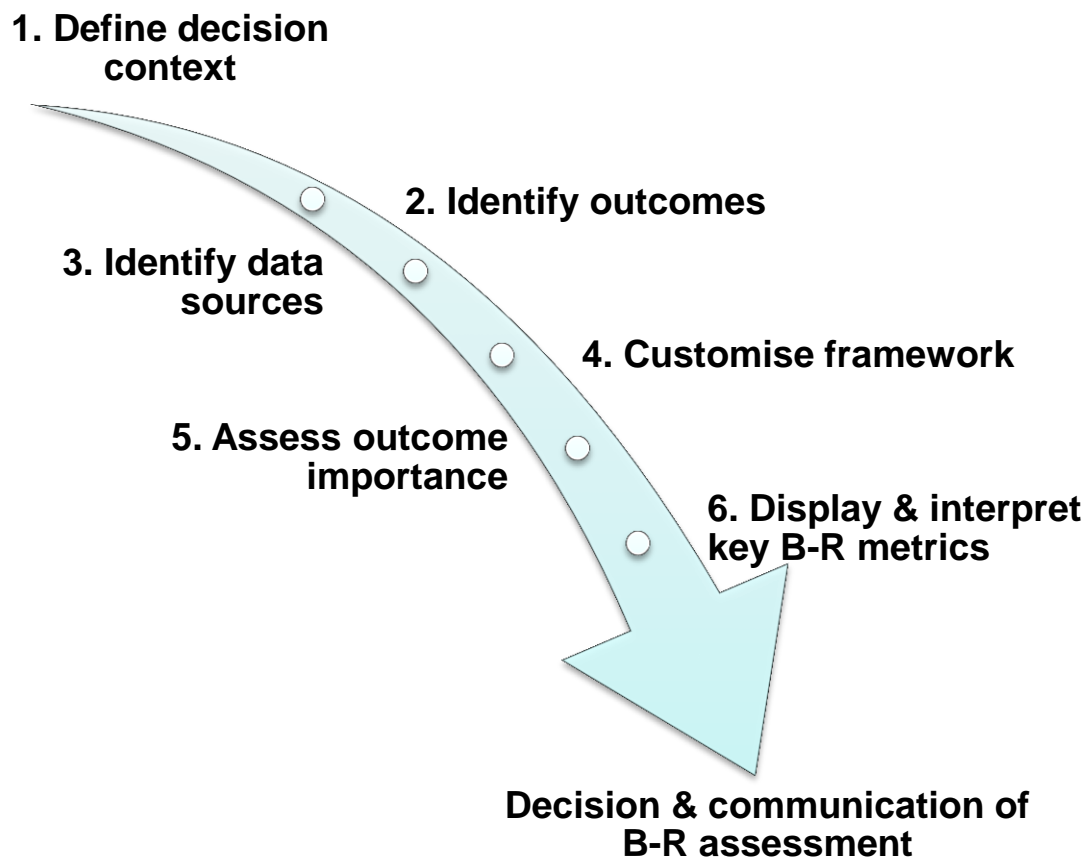 1. Define decision
context
2. Identify outcomes
3. Identify data
sources
4. Customise framework
5. Assess outcome
importance
6. Display & interpret
key B-R metrics
Decision & communication of
B-R assessment